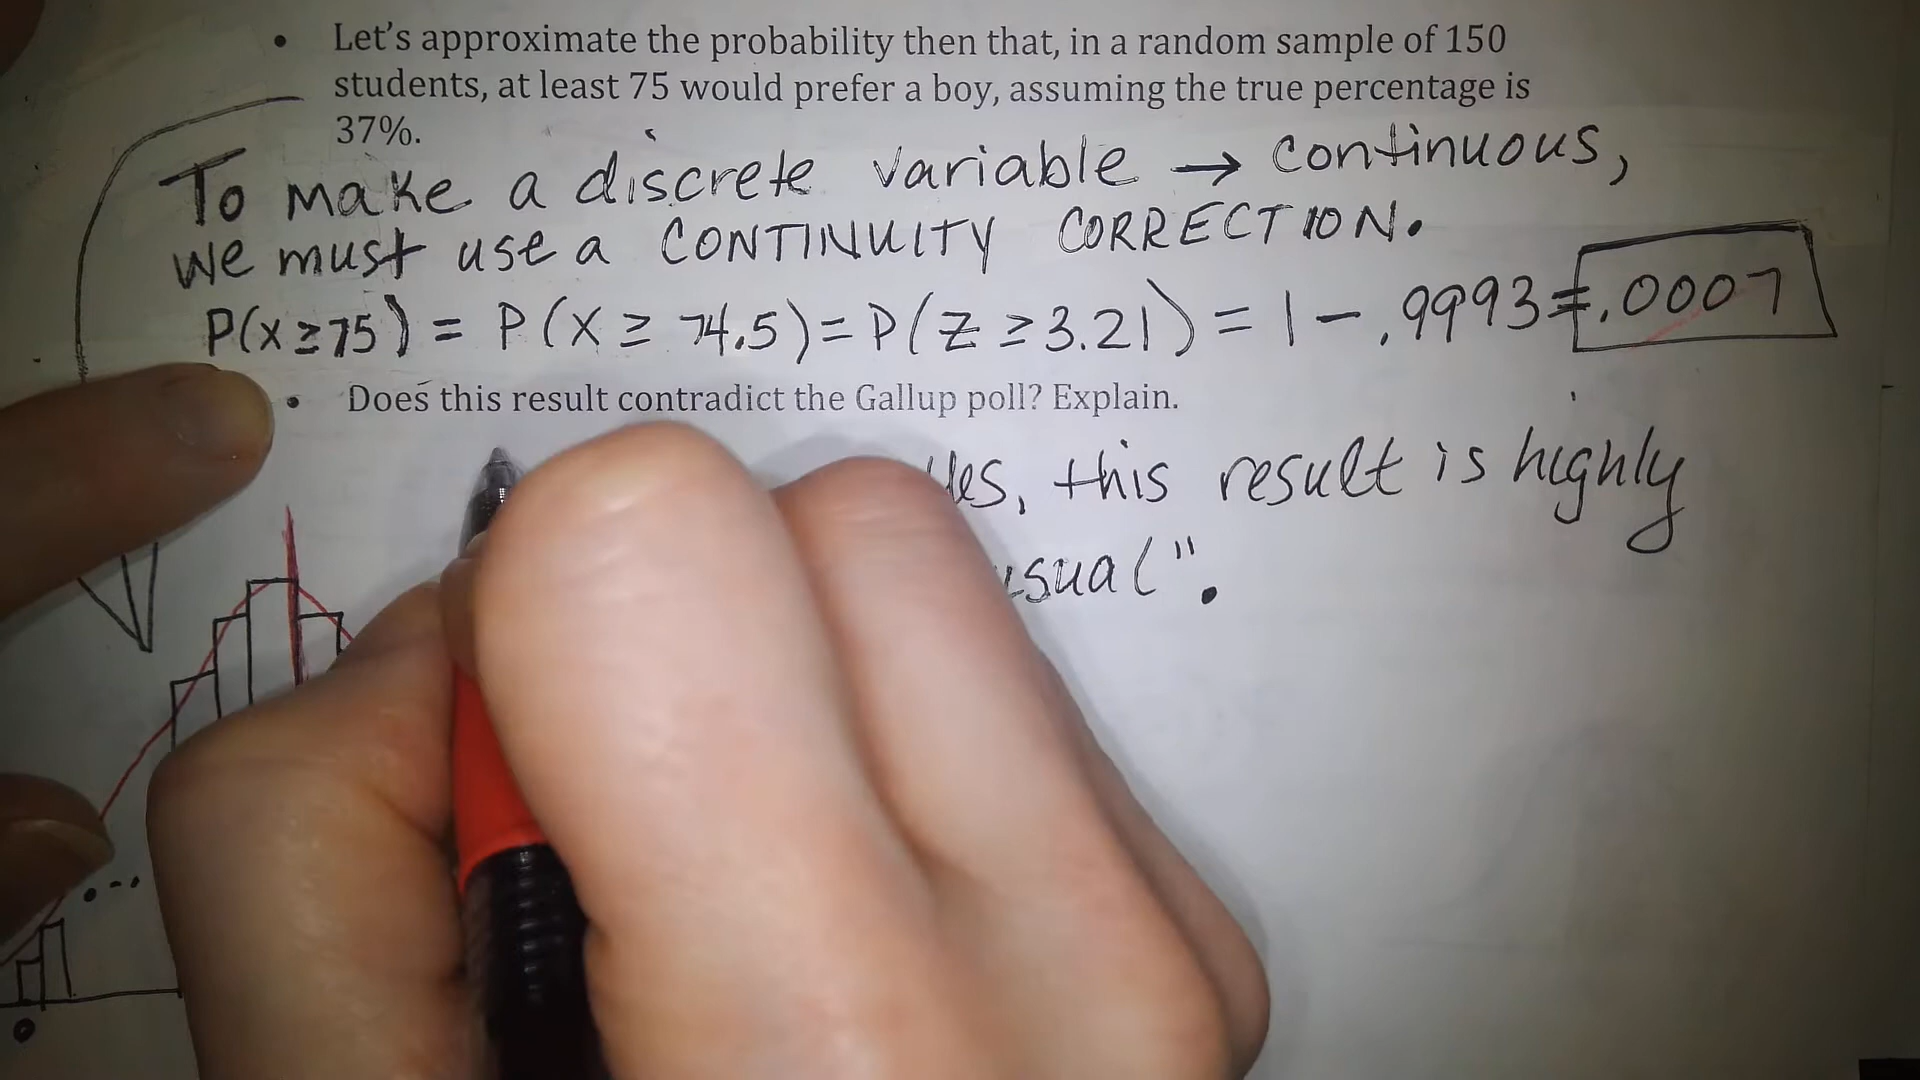 • Let's approximate the probability then that, in a random sample of 150
students, at least 75 would prefer a boy, assuming the true percentage is
37%.
To make a discrete variable → continuous,
we must use a CONTINUITY CORRECTION.
P(X≥75) = P(X ≥ 74.5) = P(Z ≥ 3.21) = 1 - .9993 = .0007
• Does this result contradict the Gallup poll? Explain.
Yes, this result is highly
".
0